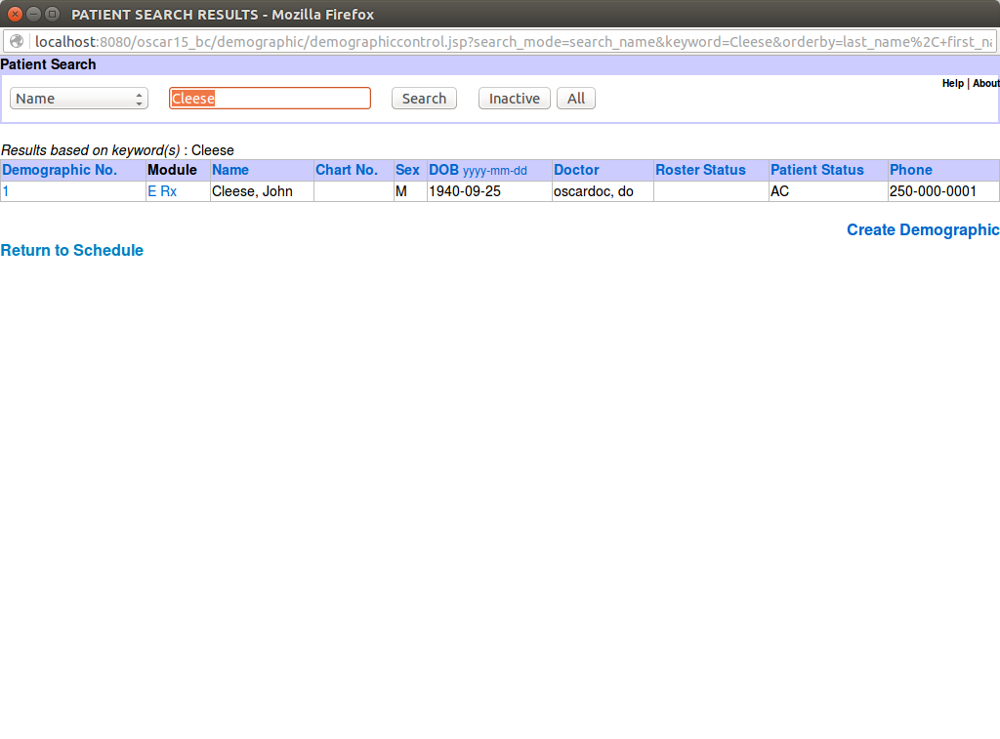 PATIENT SEARCH RESULTS - Mozilla Firefox
localhost:8080/oscar15_bc/demographic/demographiccontrol.jsp?search_mode=search_name&keyword=Cleese&orderby=last_name%2C+first_na
Patient Search
Help | About
Name Cleese Search Inactive All
Results based on keyword(s) : Cleese
Demographic No. Module Name Chart No. Sex DOB yyyy-mm-dd Doctor Roster Status Patient Status Phone
1 E Rx Cleese, John M 1940-09-25 oscardoc, do AC 250-000-0001
Create Demographic
Return to Schedule